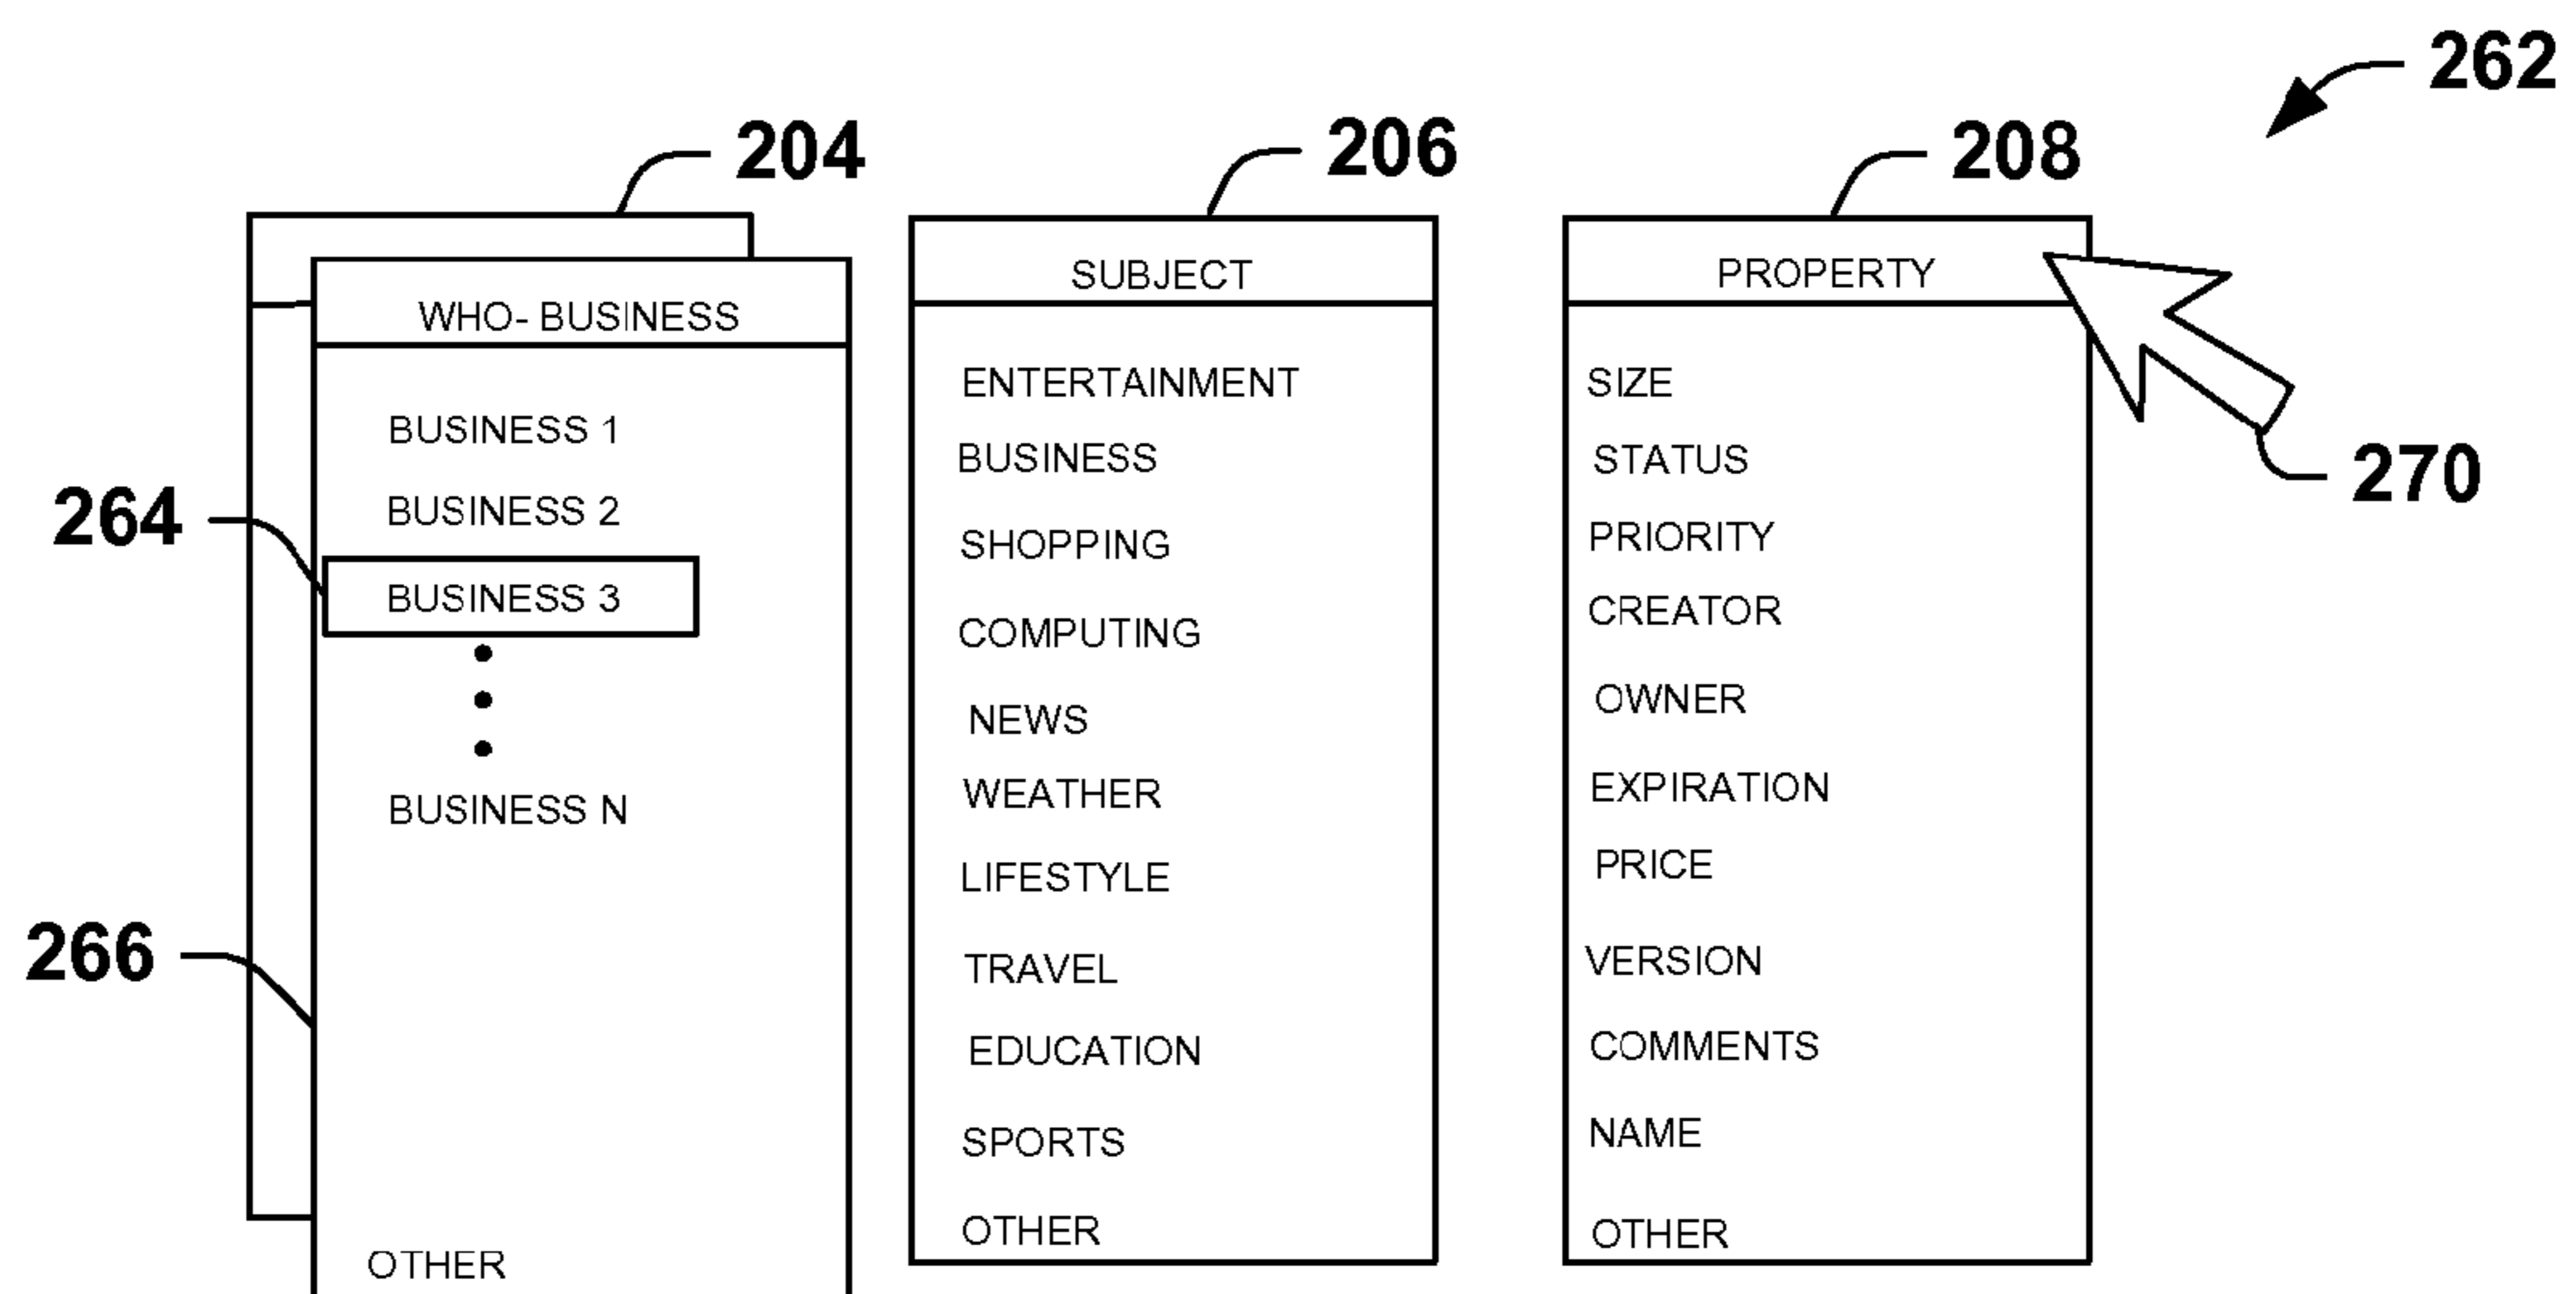 262
204
206
208
WHO- BUSINESS
BUSINESS 1
BUSINESS 2
264
BUSINESS 3
BUSINESS N
266
OTHER
SUBJECT
ENTERTAINMENT
BUSINESS
SHOPPING
COMPUTING
NEWS
WEATHER
LIFESTYLE
TRAVEL
EDUCATION
SPORTS
OTHER
PROPERTY
SIZE
STATUS
270
PRIORITY
CREATOR
OWNER
EXPIRATION
PRICE
VERSION
COMMENTS
NAME
OTHER